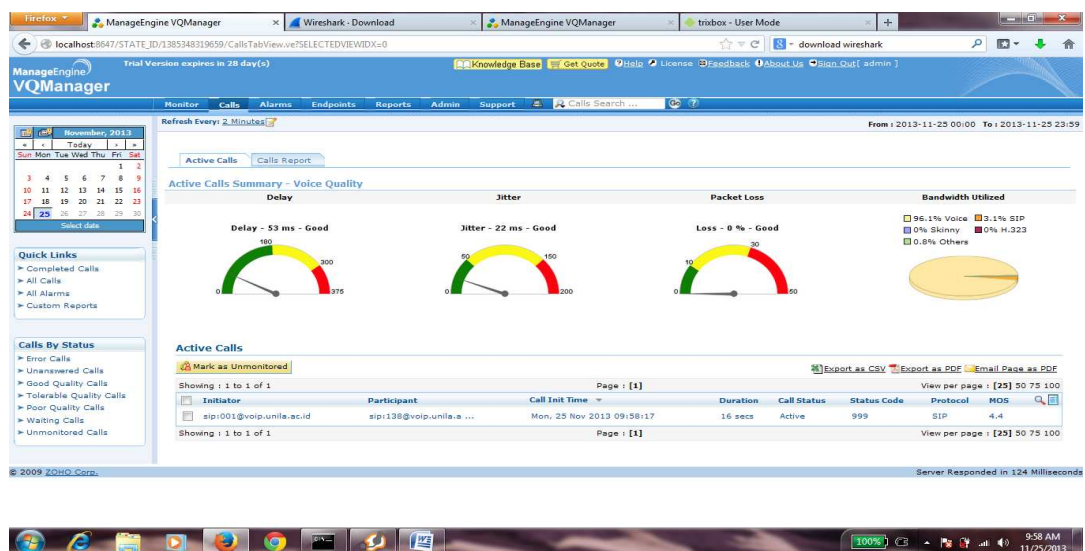 Firefox
ManageEngine VQManager
Wireshark · Download
ManageEngine VQManager
trixbox - User Mode
localhost:8647/STATE_ID/1385348319659/CallsTabView.ve?SELECTEDVIEWIDX=0
download wireshark
ManageEngine
VQManager
Trial Version expires in 28 day(s)
Knowledge Base Get Quote Help License Feedback About Us Sign Out[ admin ]
Monitor Calls Alarms Endpoints Reports Admin Support Calls Search ... Go ?
Refresh Every: 2 Minutes
From : 2013-11-25 00:00 To : 2013-11-25 23:59
November, 2013
« ‹ Today › »
Sun Mon Tue Wed Thu Fri Sat
1 2
3 4 5 6 7 8 9
10 11 12 13 14 15 16
17 18 19 20 21 22 23
24 25 26 27 28 29 30
Select date
Quick Links
Completed Calls
All Calls
All Alarms
Custom Reports
Calls By Status
Error Calls
Unanswered Calls
Good Quality Calls
Tolerable Quality Calls
Poor Quality Calls
Waiting Calls
Unmonitored Calls
Active Calls Calls Report
Active Calls Summary - Voice Quality
Delay Jitter Packet Loss Bandwidth Utilized
Delay - 53 ms - Good
0 180 300 375
Jitter - 22 ms - Good
0 50 150 200
Loss - 0 % - Good
0 10 30 50
96.1% Voice 3.1% SIP
0% Skinny 0% H.323
0.8% Others
Active Calls
Mark as Unmonitored
Export as CSV Export as PDF Email Page as PDF
Showing : 1 to 1 of 1 Page : [1] View per page : [25] 50 75 100
Initiator Participant Call Init Time Duration Call Status Status Code Protocol MOS
sip:001@voip.unila.ac.id sip:138@voip.unila.a ... Mon, 25 Nov 2013 09:58:17 16 secs Active 999 SIP 4.4
Showing : 1 to 1 of 1 Page : [1] View per page : [25] 50 75 100
© 2009 ZOHO Corp.
Server Responded in 124 Milliseconds
100%
9:58 AM
11/25/2013